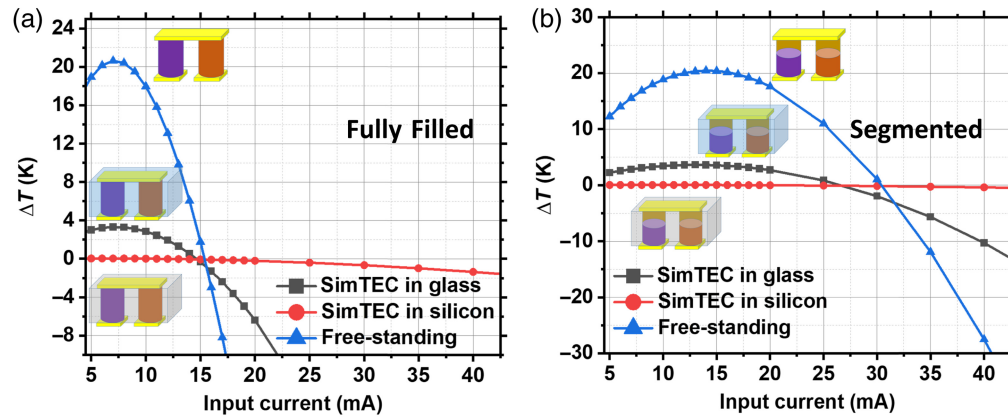 (a)
24
20
16
12
8
4
0
−4
−8
ΔT (K)
Fully Filled
SimTEC in glass
SimTEC in silicon
Free-standing
5 10 15 20 25 30 35 40
Input current (mA)
(b)
30
20
10
0
−10
−20
−30
ΔT (K)
Segmented
SimTEC in glass
SimTEC in silicon
Free-standing
5 10 15 20 25 30 35 40
Input current (mA)